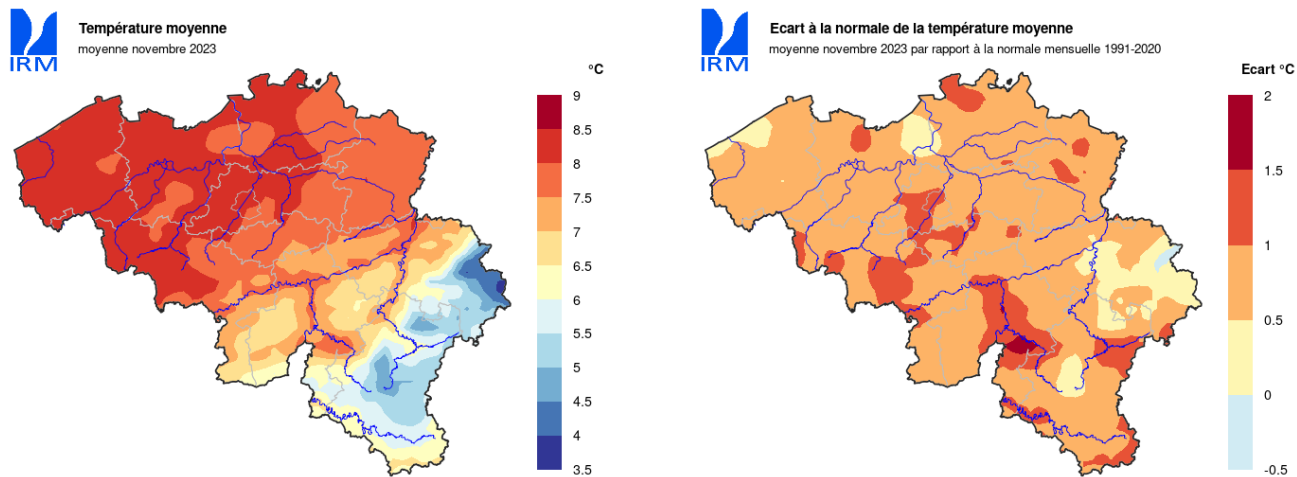 Température moyenne
moyenne novembre 2023
IRM
°C
9
8.5
8
7.5
7
6.5
6
5.5
5
4.5
4
3.5
Ecart à la normale de la température moyenne
moyenne novembre 2023 par rapport à la normale mensuelle 1991-2020
IRM
Ecart °C
2
1.5
1
0.5
0
-0.5